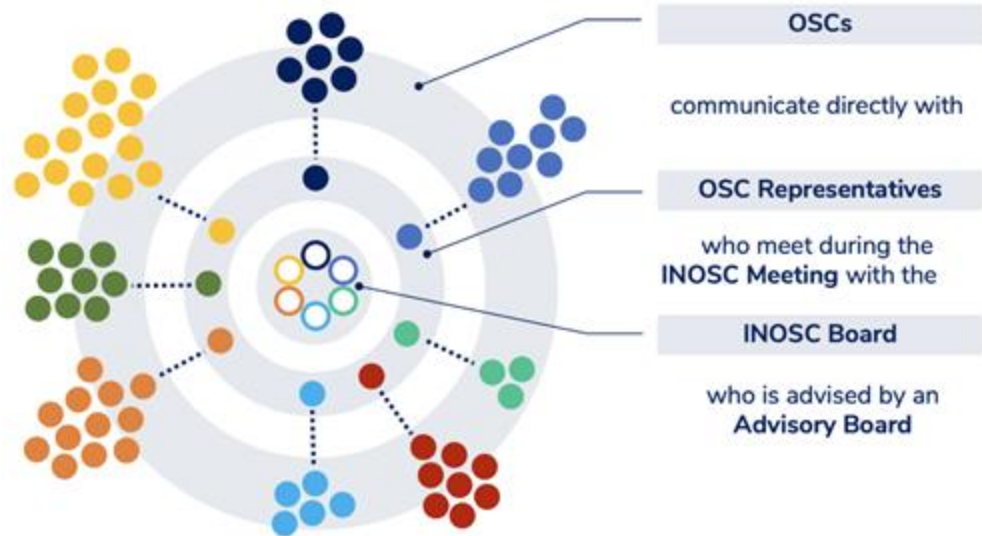 OSCs
communicate directly with
OSC Representatives
who meet during the
INOSC Meeting with the
INOSC Board
who is advised by an
Advisory Board